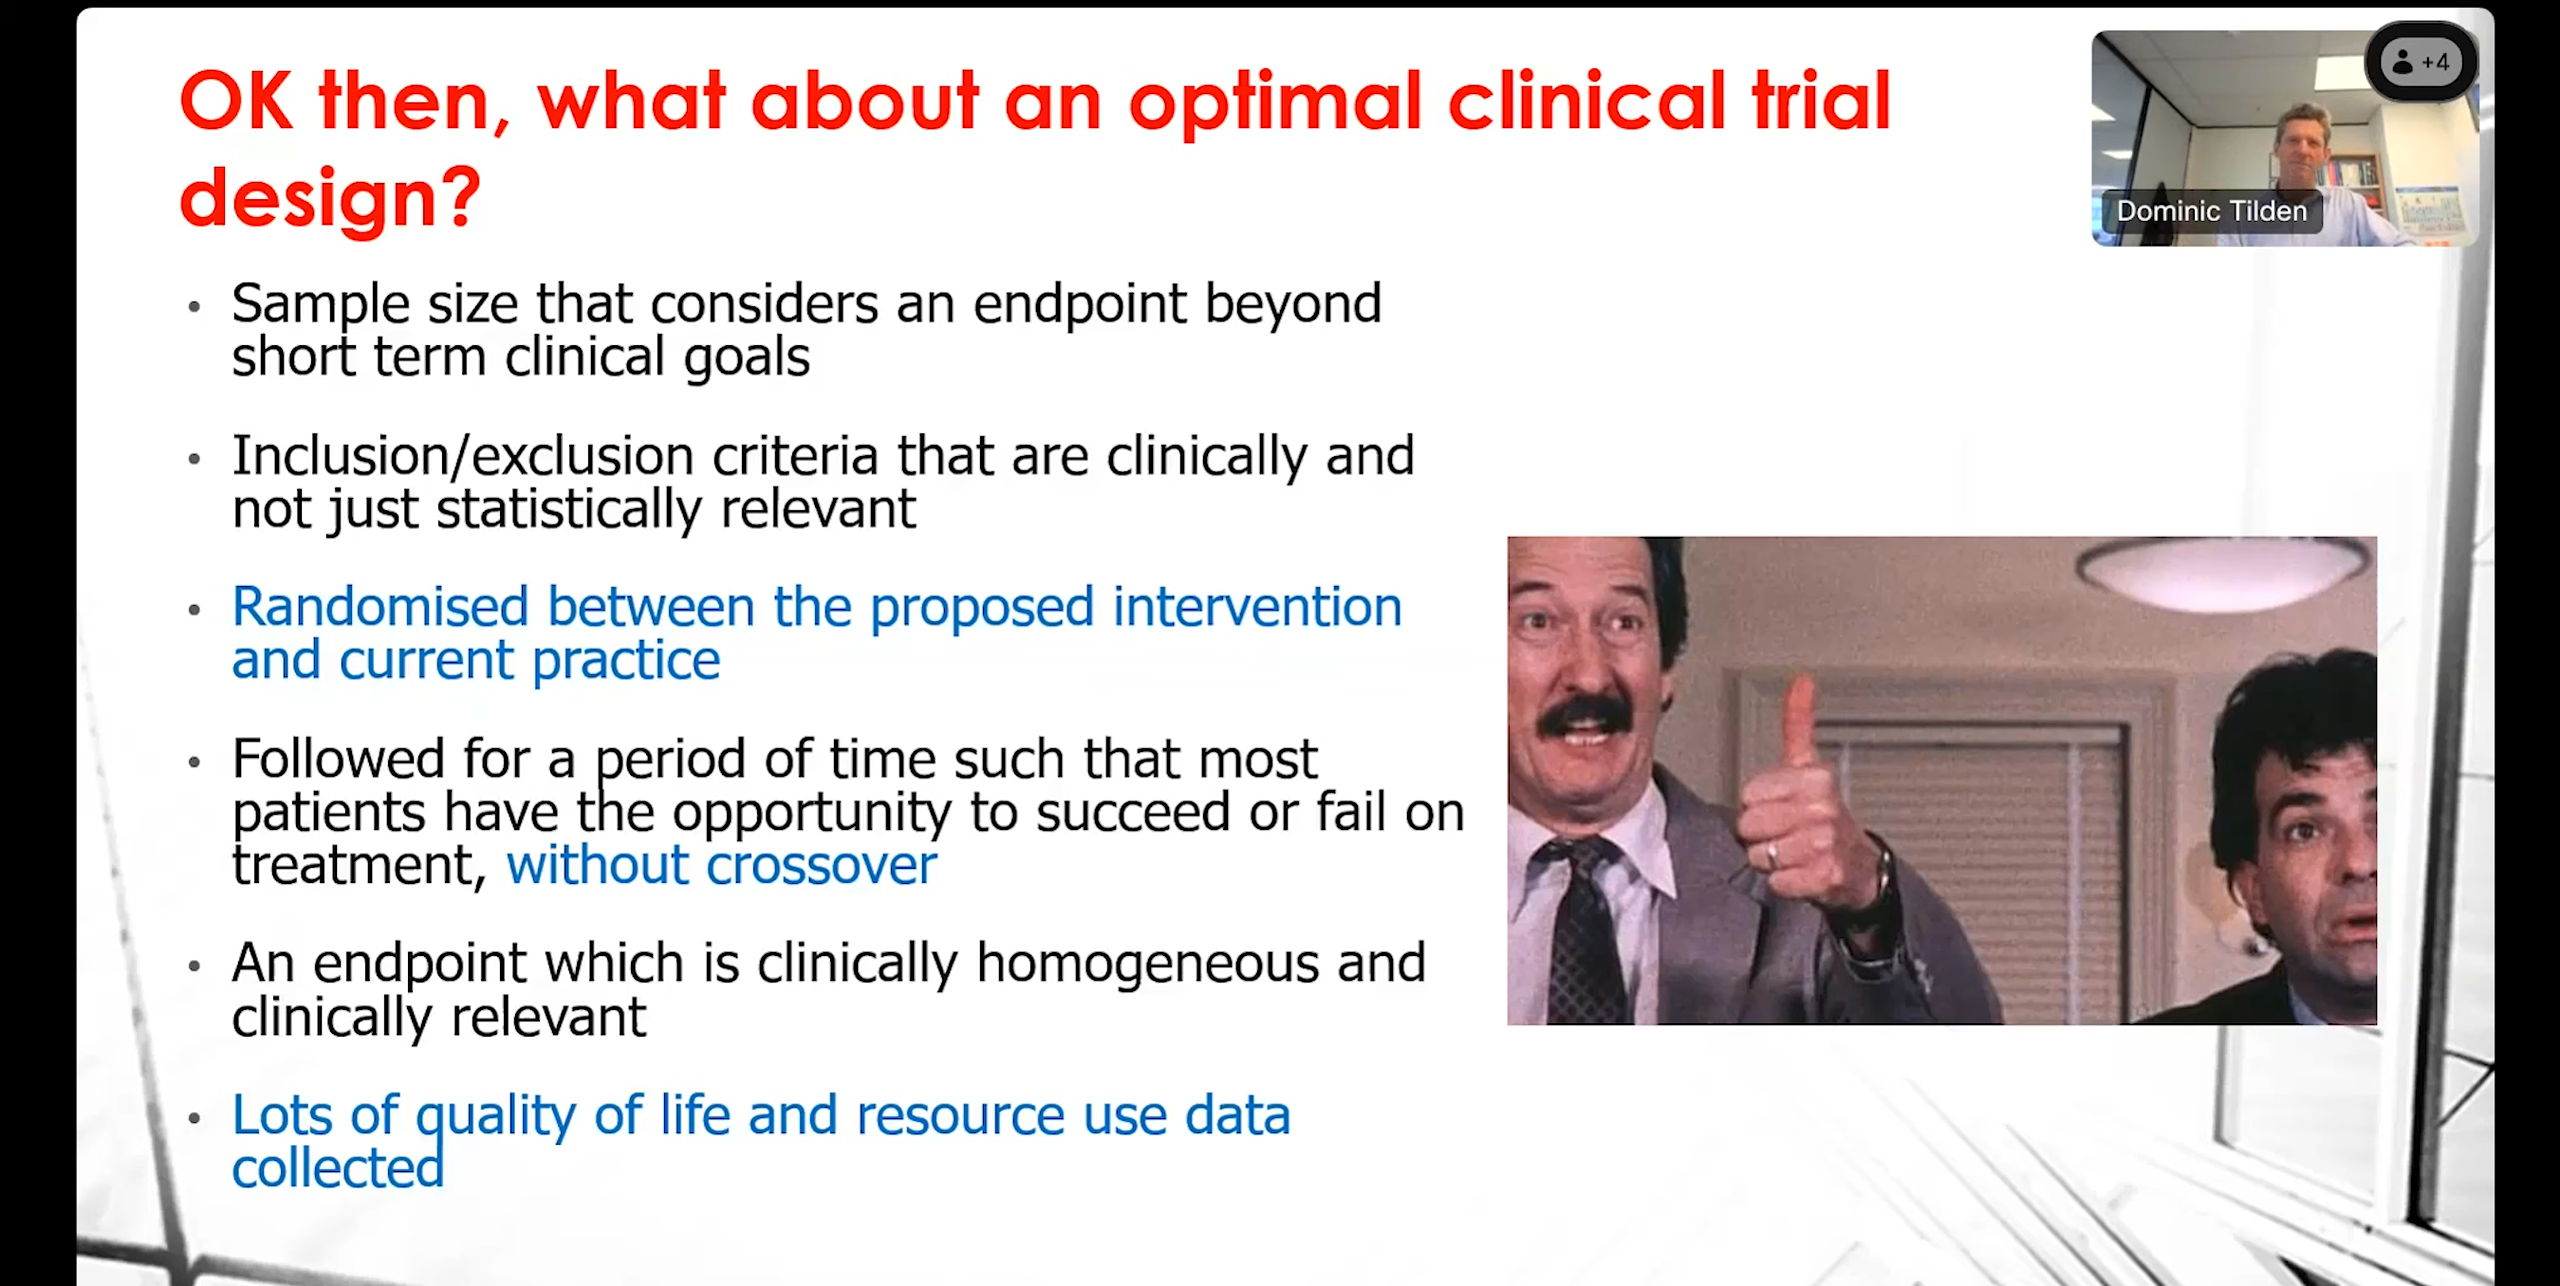 OK then, what about an optimal clinical trial
design?
+4
Dominic Tilden
• Sample size that considers an endpoint beyond
short term clinical goals
• Inclusion/exclusion criteria that are clinically and
not just statistically relevant
• Randomised between the proposed intervention
and current practice
• Followed for a period of time such that most
patients have the opportunity to succeed or fail on
treatment, without crossover
• An endpoint which is clinically homogeneous and
clinically relevant
• Lots of quality of life and resource use data
collected